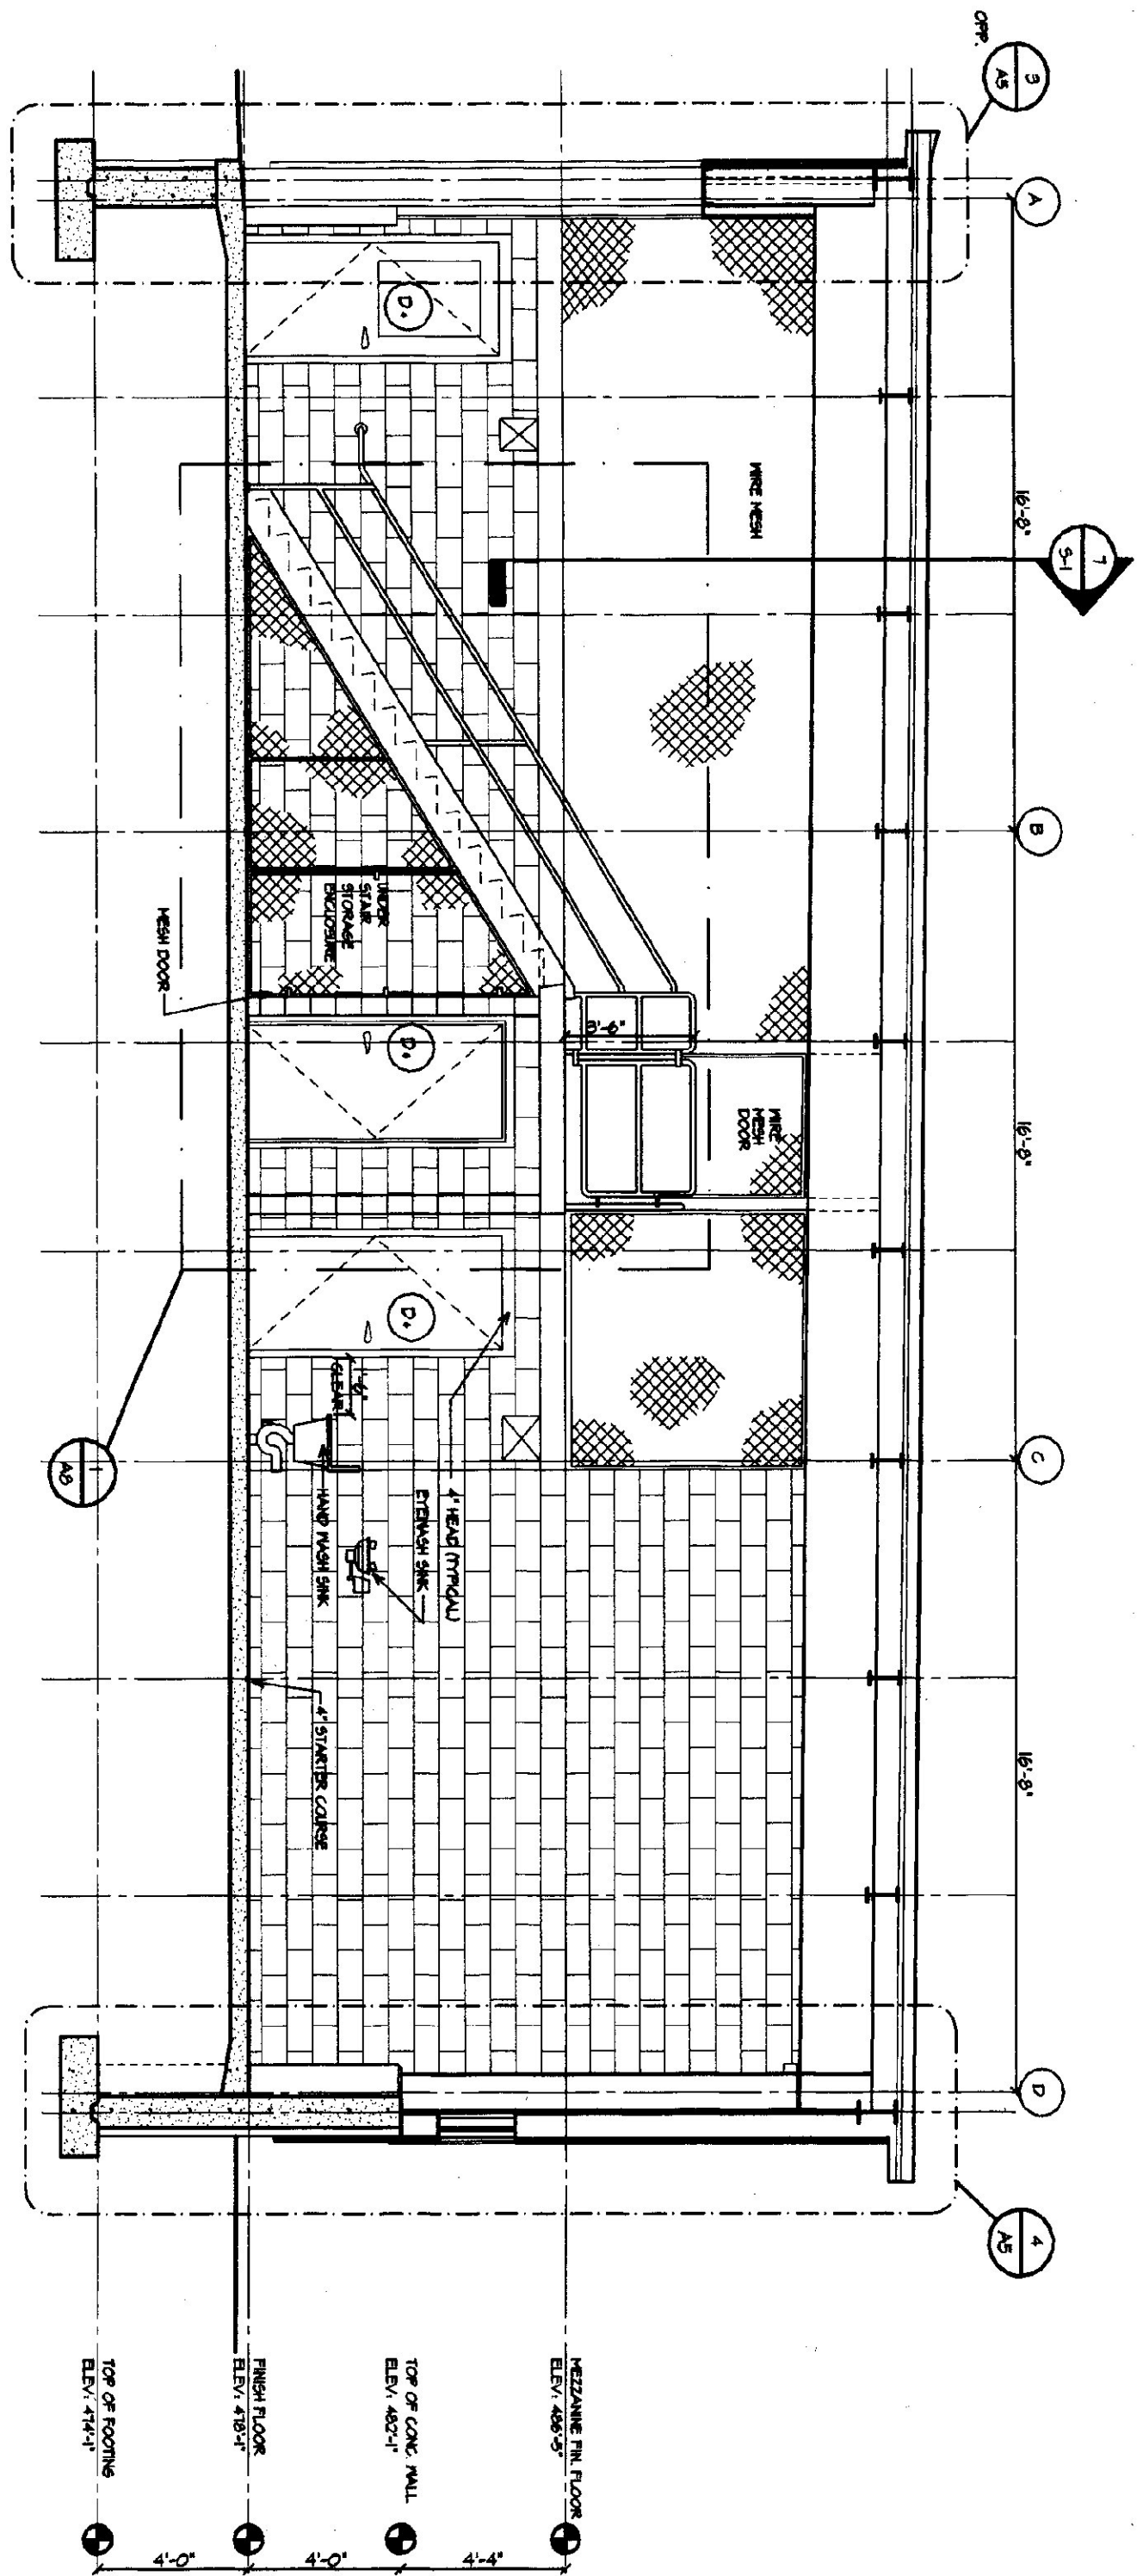 3
A5
OPP.
A
16'-8"
7
S-1
B
16'-8"
C
16'-8"
D
4
A5
WIRE MESH
WIRE
MESH
DOOR
3'-6"
D.
UNDER
STAIR
STORAGE
ENCLOSURE
MESH DOOR
D.
D.
1'-6"
CLEAR
HAND WASH SINK
EYEWASH SINK
4" HEAD (TYPICAL)
4" STARTER COURSE
1
A8
MEZZANINE FIN. FLOOR
ELEV: 486'-5"
4'-4"
TOP OF CONC. WALL
ELEV: 482'-1"
4'-0"
FINISH FLOOR
ELEV: 478'-1"
4'-0"
TOP OF FOOTING
ELEV: 474'-1"